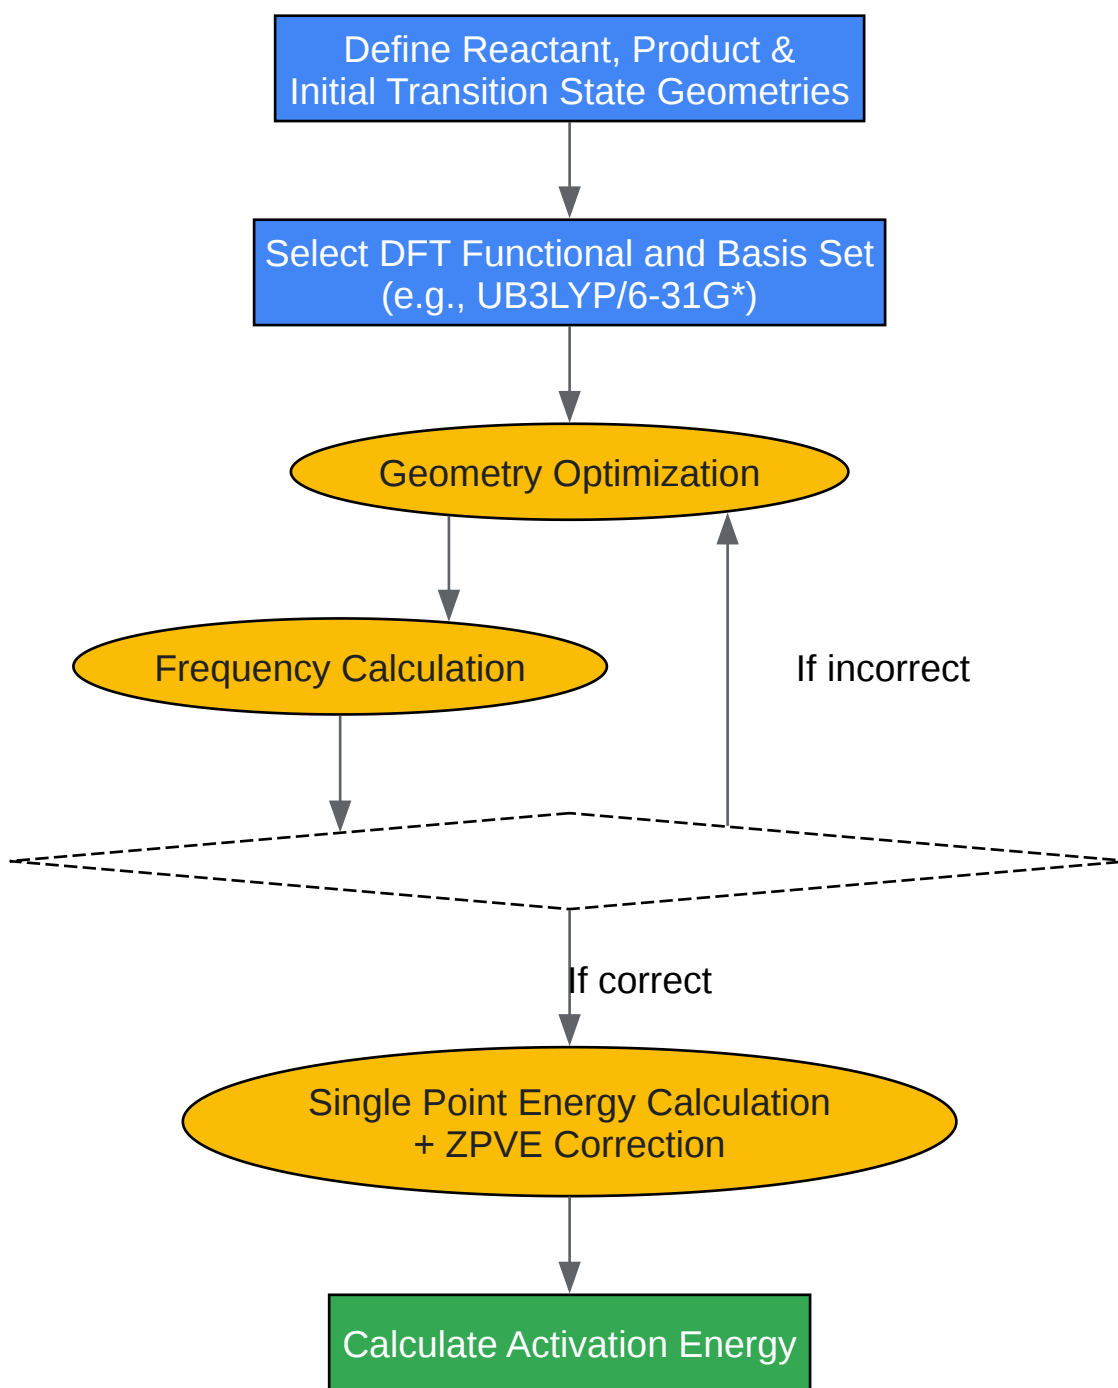 Define Reactant, Product &
Initial Transition State Geometries
Select DFT Functional and Basis Set
(e.g., UB3LYP/6-31G*)
Geometry Optimization
Frequency Calculation
If incorrect
If correct
Single Point Energy Calculation
+ ZPVE Correction
Calculate Activation Energy